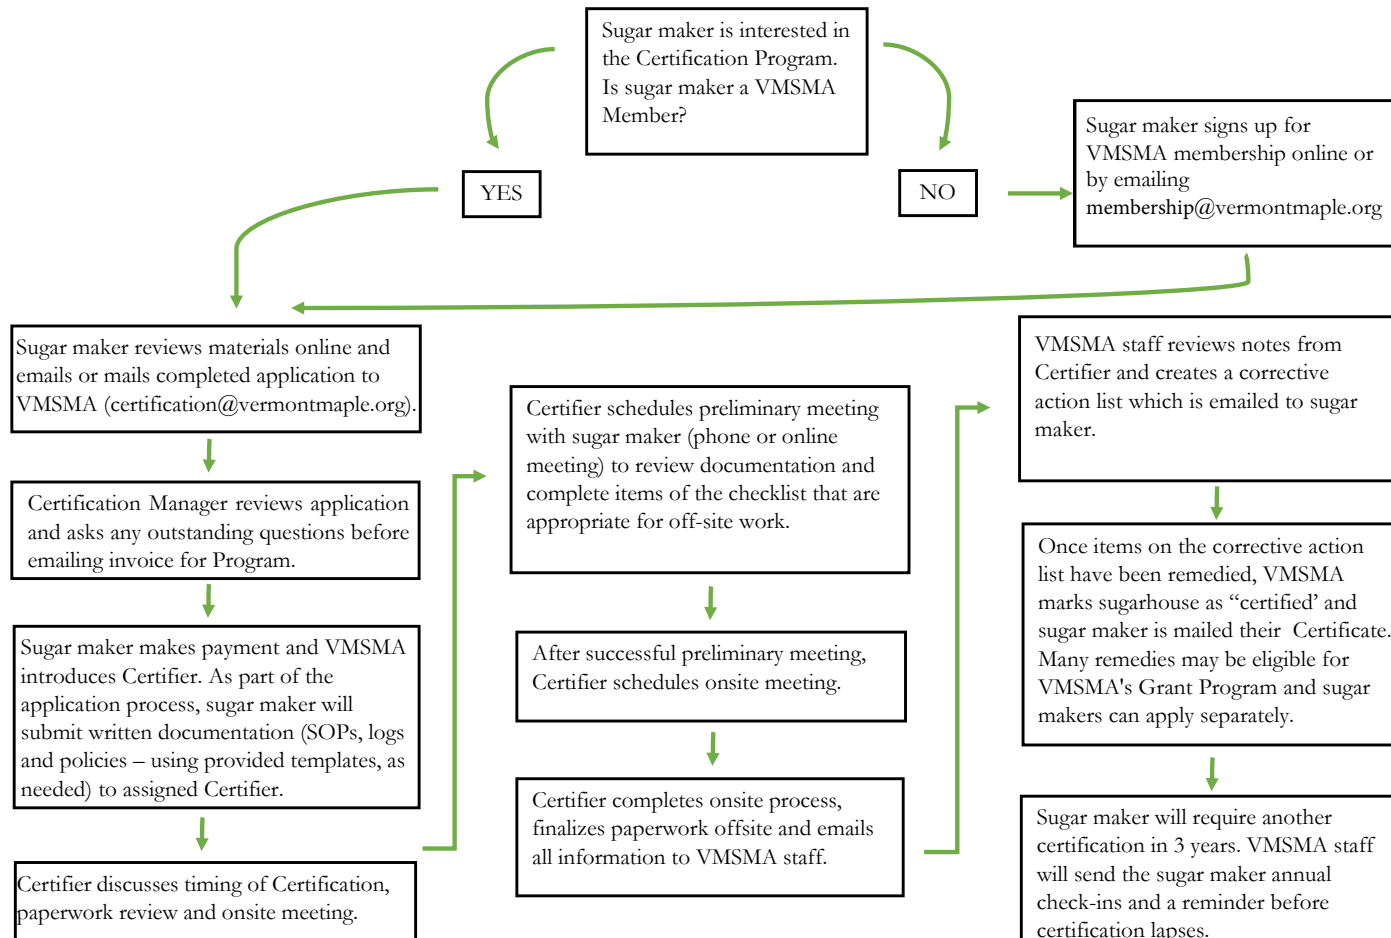 Sugar maker is interested in
the Certification Program.
Is sugar maker a VMSMA
Member?
YES
NO
Sugar maker signs up for
VMSMA membership online or
by emailing
membership@vermontmaple.org
Sugar maker reviews materials online and
emails or mails completed application to
VMSMA (certification@vermontmaple.org).
Certification Manager reviews application
and asks any outstanding questions before
emailing invoice for Program.
Sugar maker makes payment and VMSMA
introduces Certifier. As part of the
application process, sugar maker will
submit written documentation (SOPs, logs
and policies – using provided templates, as
needed) to assigned Certifier.
Certifier discusses timing of Certification,
paperwork review and onsite meeting.
Certifier schedules preliminary meeting
with sugar maker (phone or online
meeting) to review documentation and
complete items of the checklist that are
appropriate for off-site work.
After successful preliminary meeting,
Certifier schedules onsite meeting.
Certifier completes onsite process,
finalizes paperwork offsite and emails
all information to VMSMA staff.
VMSMA staff reviews notes from
Certifier and creates a corrective
action list which is emailed to sugar
maker.
Once items on the corrective action
list have been remedied, VMSMA
marks sugarhouse as “certified’ and
sugar maker is mailed their Certificate.
Many remedies may be eligible for
VMSMA's Grant Program and sugar
makers can apply separately.
Sugar maker will require another
certification in 3 years. VMSMA staff
will send the sugar maker annual
check-ins and a reminder before
certification lapses.